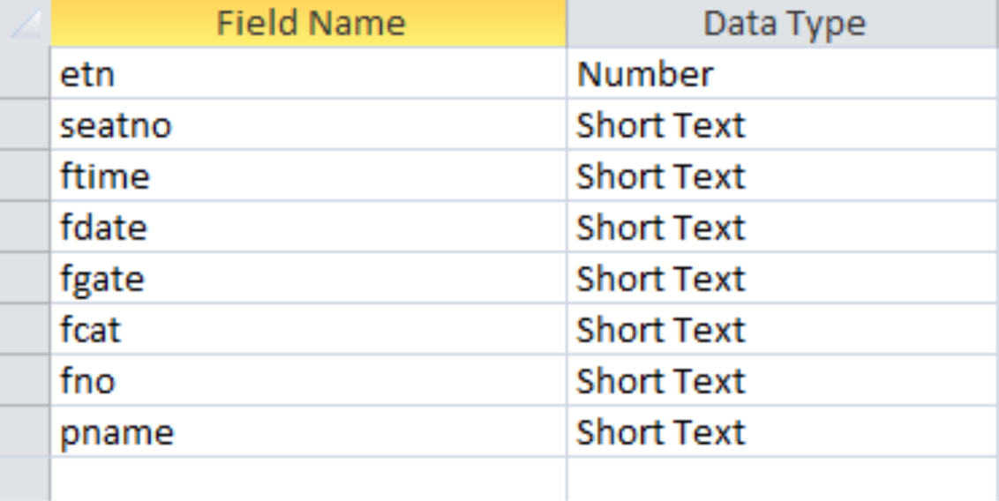 Field Name Data Type
etn Number
seatno Short Text
ftime Short Text
fdate Short Text
fgate Short Text
fcat Short Text
fno Short Text
pname Short Text